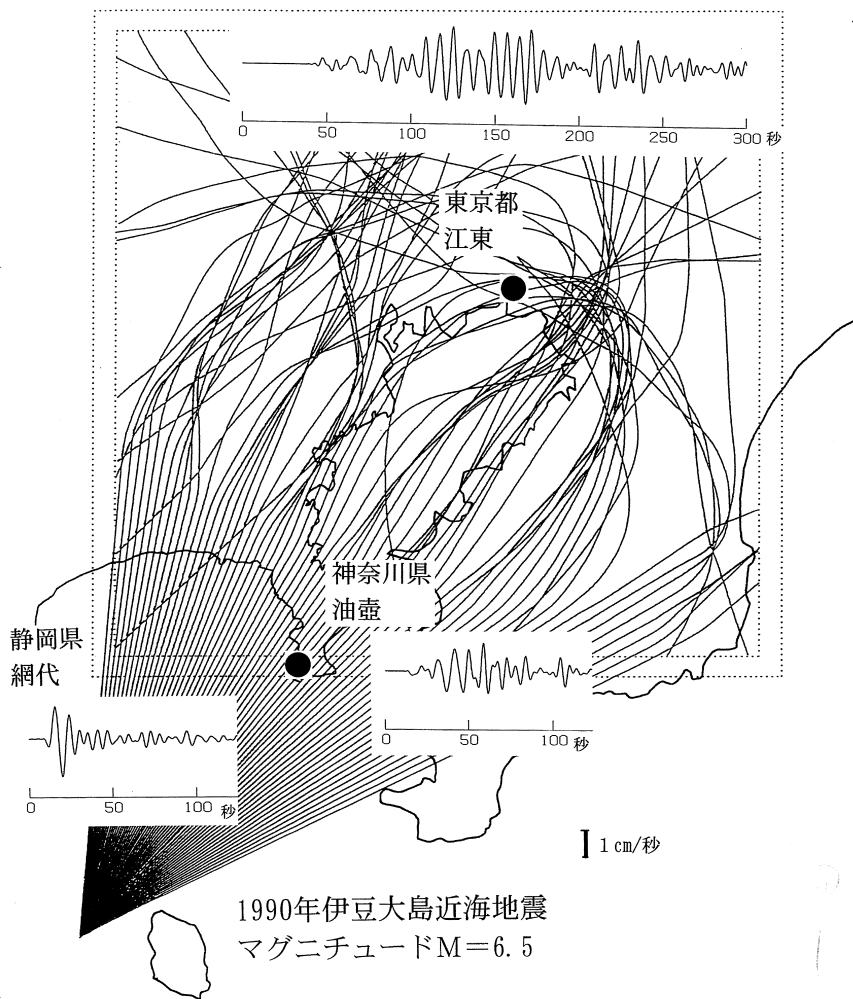 0 50 100 150 200 250 300 秒
東京都
江東
神奈川県
油壺
静岡県
網代
0 50 100 秒
0 50 100 秒
1 cm/秒
1990年伊豆大島近海地震
マグニチュードM=6.5